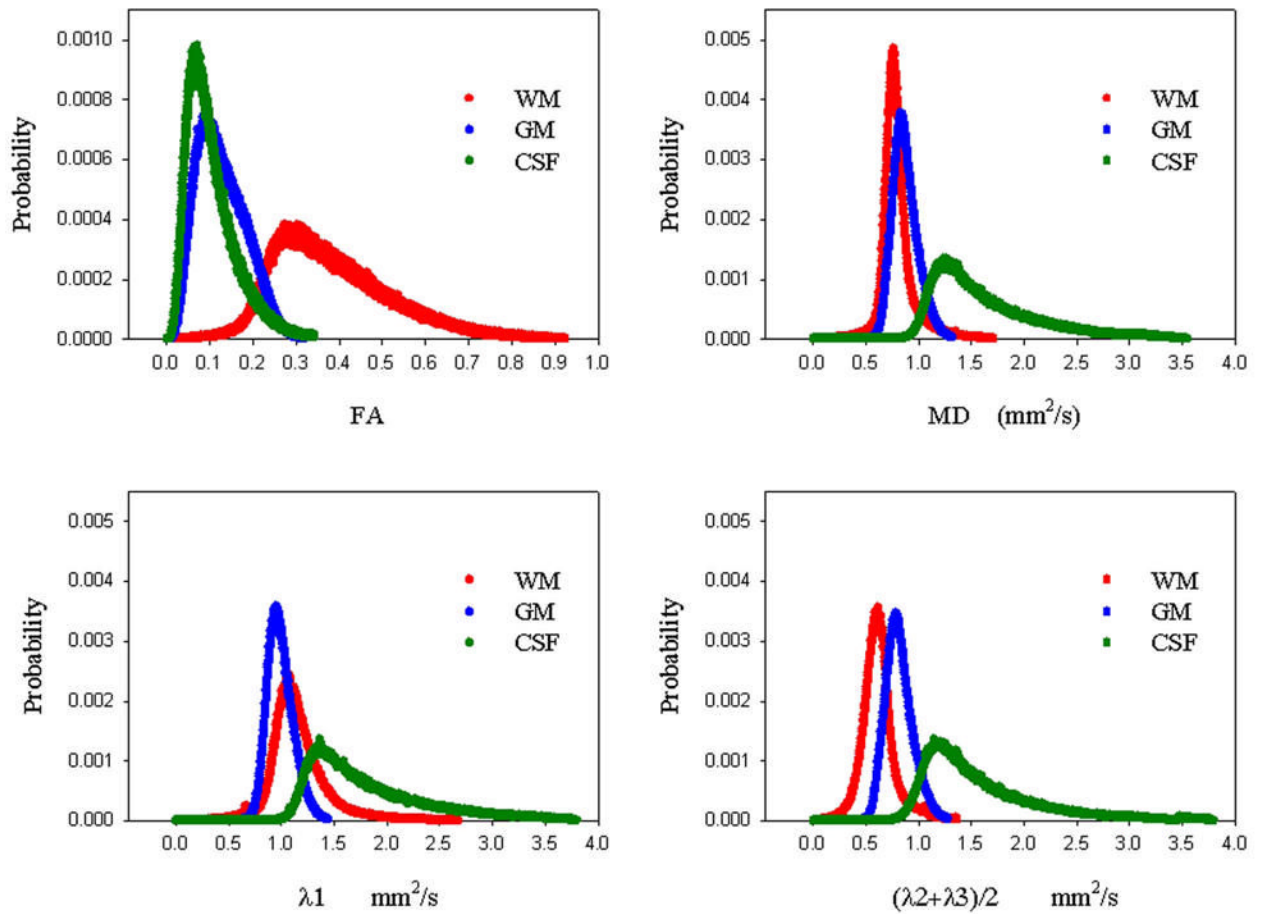 0.0010
0.0008
0.0006
0.0004
0.0002
0.0000
Probability
WM
GM
CSF
0.0 0.1 0.2 0.3 0.4 0.5 0.6 0.7 0.8 0.9 1.0
FA
0.005
0.004
0.003
0.002
0.001
0.000
Probability
WM
GM
CSF
0.0 0.5 1.0 1.5 2.0 2.5 3.0 3.5 4.0
MD (mm²/s)
0.005
0.004
0.003
0.002
0.001
0.000
Probability
WM
GM
CSF
0.0 0.5 1.0 1.5 2.0 2.5 3.0 3.5 4.0
λ1 mm²/s
0.005
0.004
0.003
0.002
0.001
0.000
Probability
WM
GM
CSF
0.0 0.5 1.0 1.5 2.0 2.5 3.0 3.5 4.0
(λ2+λ3)/2 mm²/s